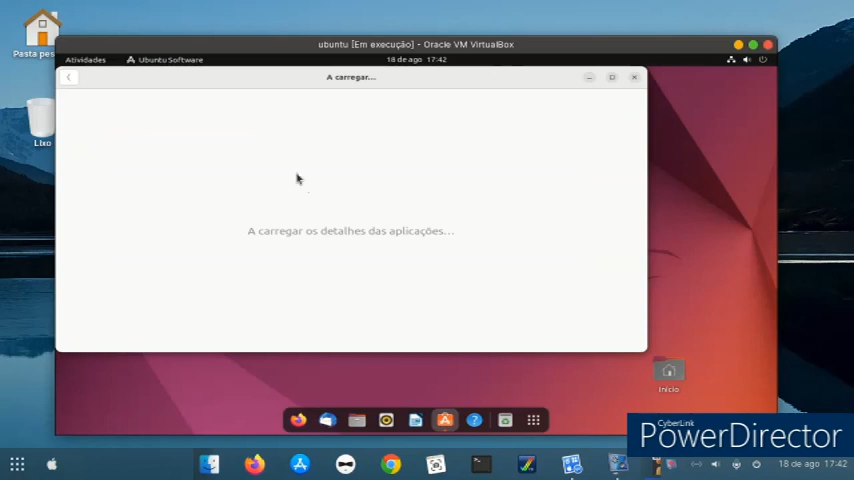 Pasta pes
Lixo
ubuntu [Em execução] - Oracle VM VirtualBox
Atividades
Ubuntu Software
18 de ago 17:42
A carregar...
A carregar os detalhes das aplicações...
Início
CyberLink
PowerDirector
18 de ago 17:42